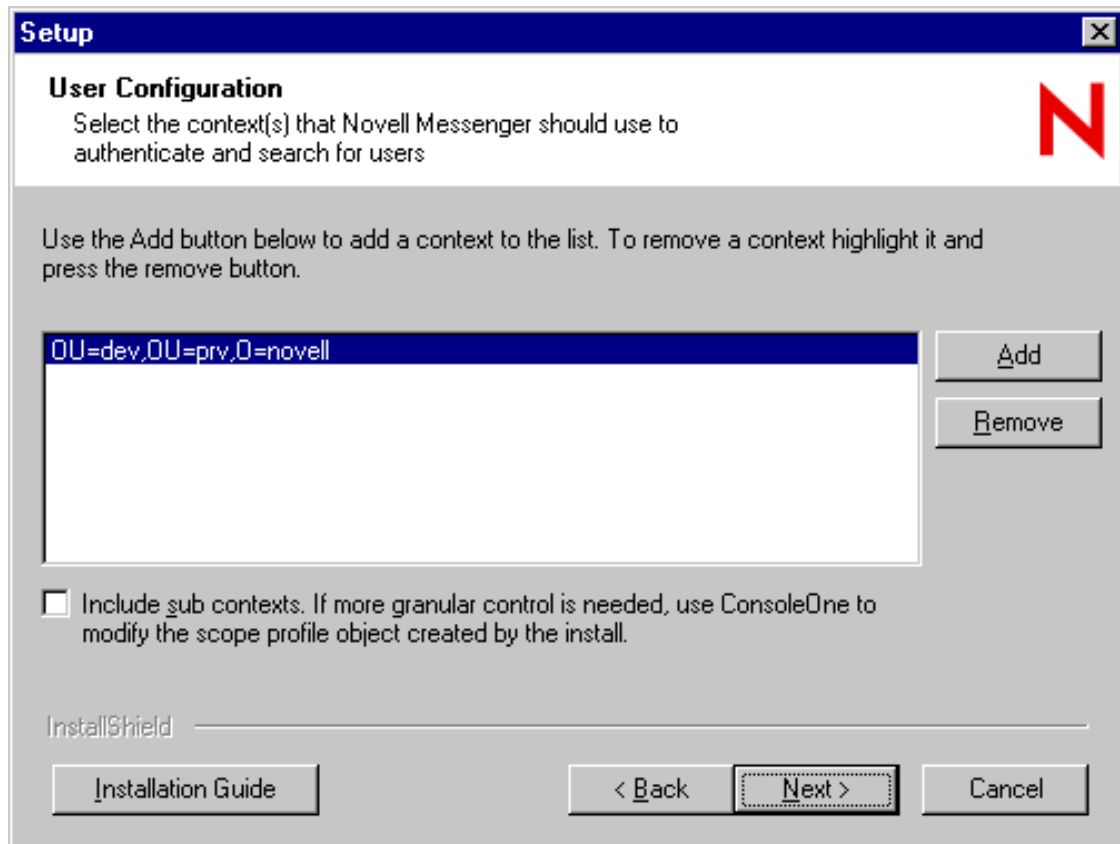 Setup
User Configuration
Select the context(s) that Novell Messenger should use to
authenticate and search for users
N
Use the Add button below to add a context to the list. To remove a context highlight it and
press the remove button.
OU=dev,OU=prv,O=novell
Add
Remove
Include sub contexts. If more granular control is needed, use ConsoleOne to
modify the scope profile object created by the install.
InstallShield
Installation Guide
< Back
Next >
Cancel